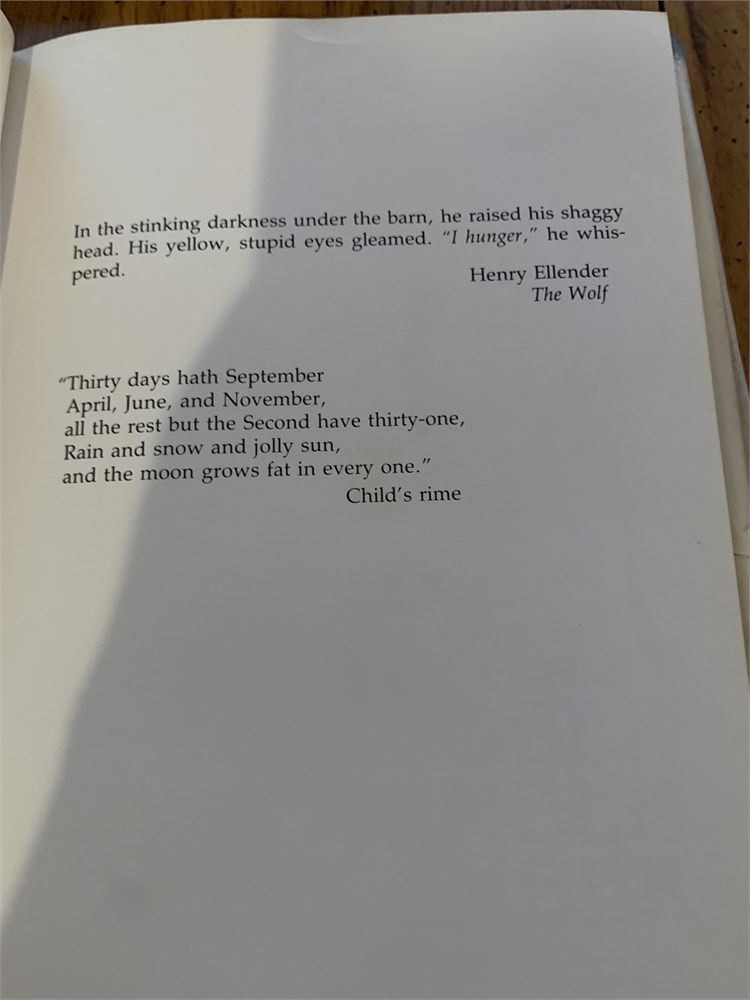 In the stinking darkness under the barn, he raised his shaggy
head. His yellow, stupid eyes gleamed. “I hunger,” he whis-
pered.
Henry Ellender
The Wolf
“Thirty days hath September
April, June, and November,
all the rest but the Second have thirty-one,
Rain and snow and jolly sun,
and the moon grows fat in every one.”
Child's rime